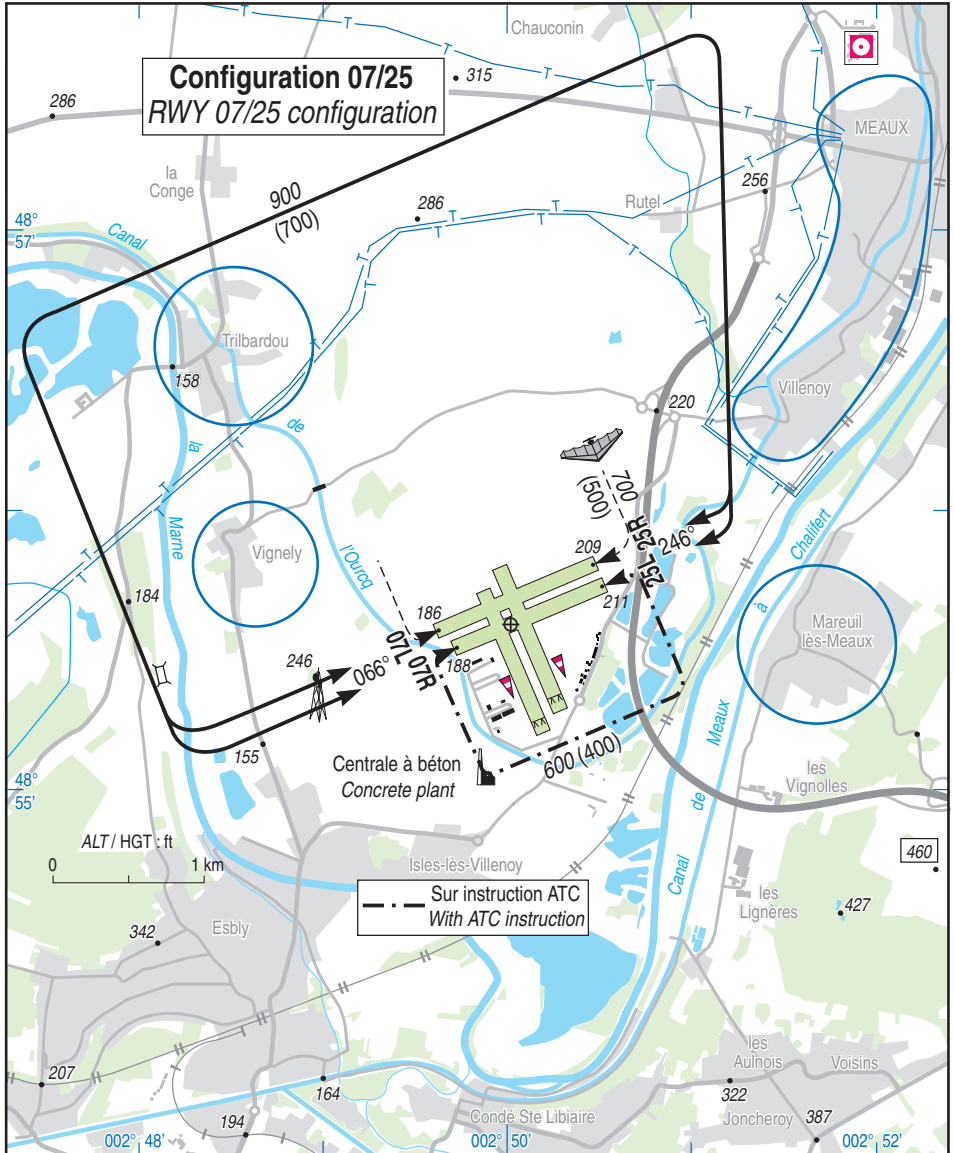 Chauconin
Configuration 07/25
RWY 07/25 configuration
315
286
T
T
T
T
T
MEAUX
la
Conge
900
(700)
286
256
Rutel
48°
57'
Canal
T
T
T
T
T
T
T
T
T
T
T
T
Trilbardou
158
de
la
Villenoy
220
700
(500)
T
T
T
T
Marne
Vignely
l'Ourcq
209
25L 25R
246°
Chalifert
à
184
186
211
Mareuil
lès-Meaux
07L 07R
188
246
066°
155
Centrale à béton
Concrete plant
600 (400)
Meaux
les
Vignolles
48°
55'
ALT / HGT : ft
0
1 km
de
Canal
460
Isles-lès-Villenoy
Sur instruction ATC
With ATC instruction
les
Lignères
427
Esbly
342
les
Aulnois
Voisins
207
164
322
Condé Ste Libiaire
Joncheroy
387
194
002° 48'
002° 50'
002° 52'